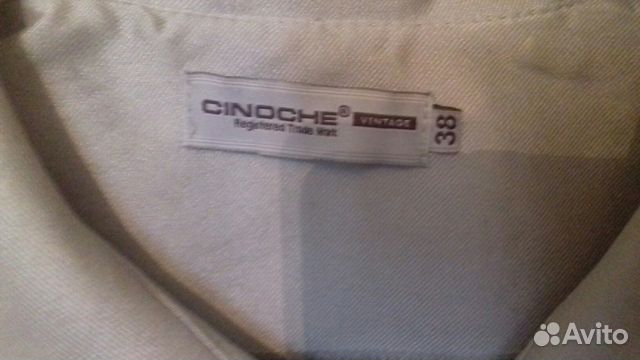 CINOCHE® VINTAGE
Registered Trade Mark
38
Avito